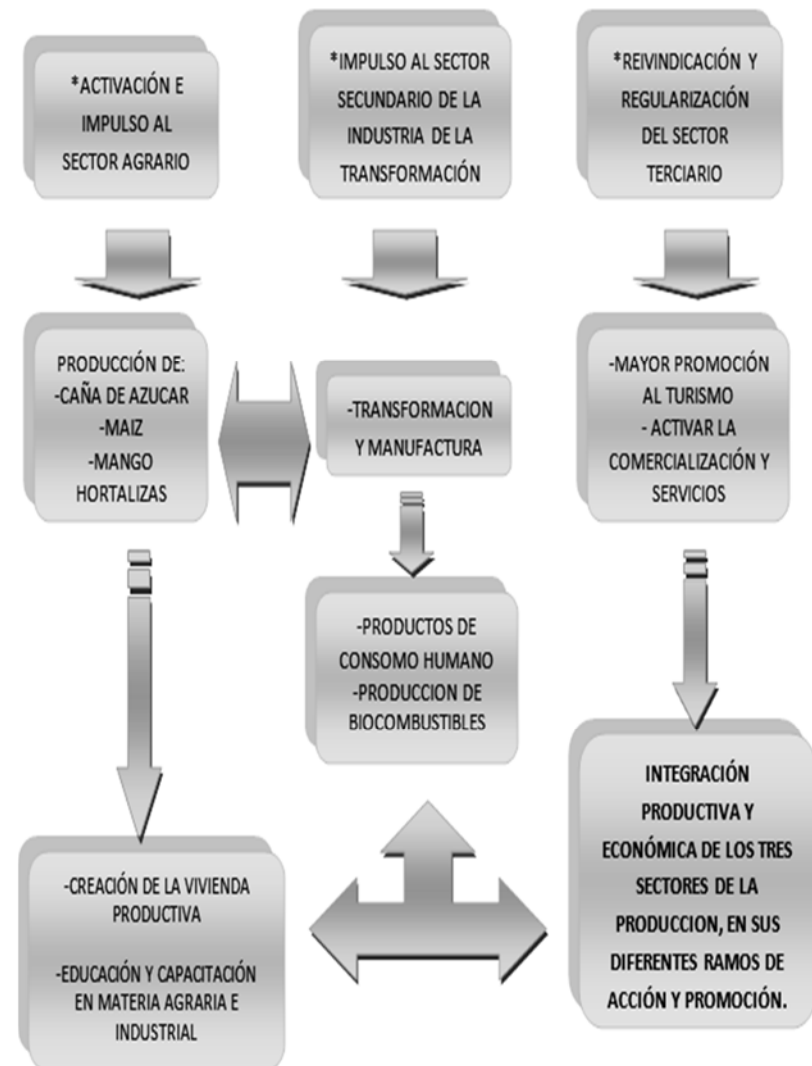 *ACTIVACIÓN E
IMPULSO AL
SECTOR AGRARIO
*IMPULSO AL SECTOR
SECUNDARIO DE LA
INDUSTRIA DE LA
TRANSFORMACIÓN
*REIVINDICACIÓN Y
REGULARIZACIÓN
DEL SECTOR
TERCIARIO
PRODUCCIÓN DE:
-CAÑA DE AZUCAR
-MAIZ
-MANGO
HORTALIZAS
-TRANSFORMACION
Y MANUFACTURA
-MAYOR PROMOCIÓN
AL TURISMO
- ACTIVAR LA
COMERCIALIZACIÓN Y
SERVICIOS
-PRODUCTOS DE
CONSOMO HUMANO
-PRODUCCION DE
BIOCOMBUSTIBLES
-CREACIÓN DE LA VIVIENDA
PRODUCTIVA
-EDUCACIÓN Y CAPACITACIÓN
EN MATERIA AGRARIA E
INDUSTRIAL
INTEGRACIÓN
PRODUCTIVA Y
ECONÓMICA DE LOS TRES
SECTORES DE LA
PRODUCCION, EN SUS
DIFERENTES RAMOS DE
ACCIÓN Y PROMOCIÓN.